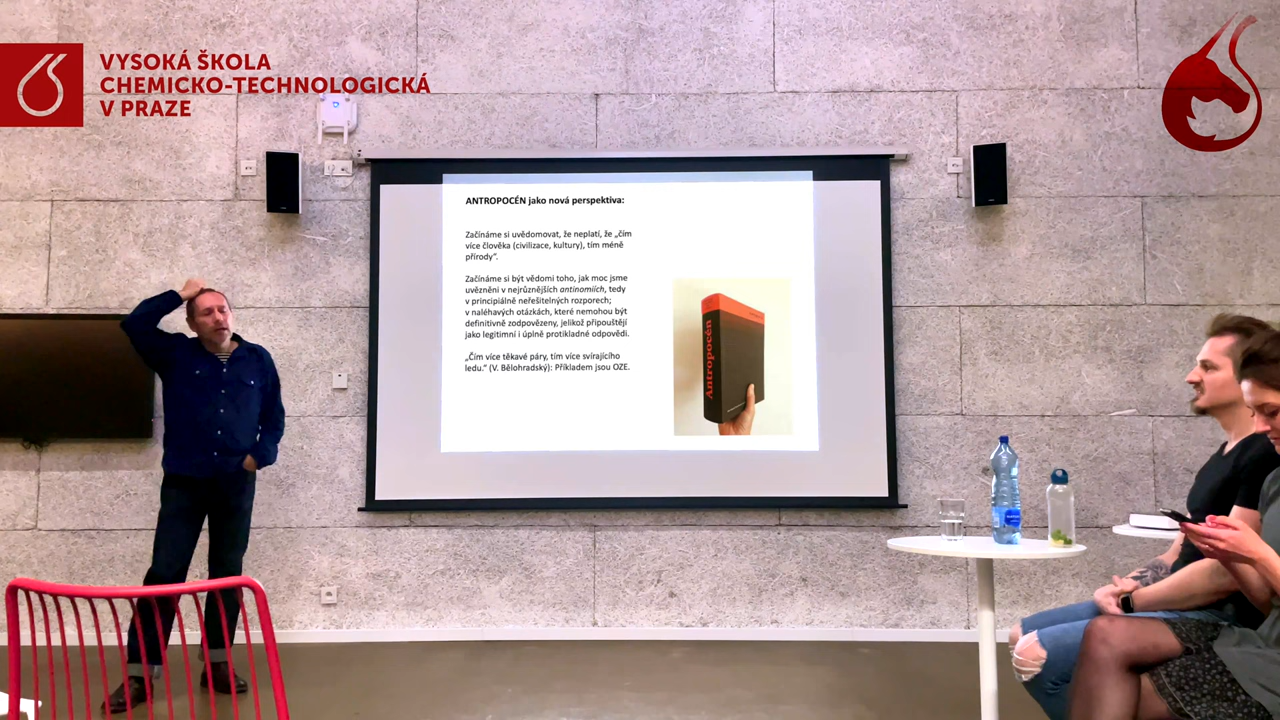 VYSOKÁ ŠKOLA
CHEMICKO-TECHNOLOGICKÁ
V PRAZE
ANTROPOCÉN jako nová perspektiva:
Začínáme si uvědomovat, že neplatí, že „čím
více člověka (civilizace, kultury), tím méně
přírody“.
Začínáme si být vědomi toho, jak moc jsme
uvězněni v nejrůznějších antinomiích, tedy
v principiálně neřešitelných rozporech;
v naléhavých otázkách, které nemohou být
definitivně zodpovězeny, jelikož připouštějí
jako legitimní i úplně protikladné odpovědi.
„Čím více těkavé páry, tím více svírajícího
ledu.“ (V. Bělohradský): Příkladem jsou OZE.
Antropocén